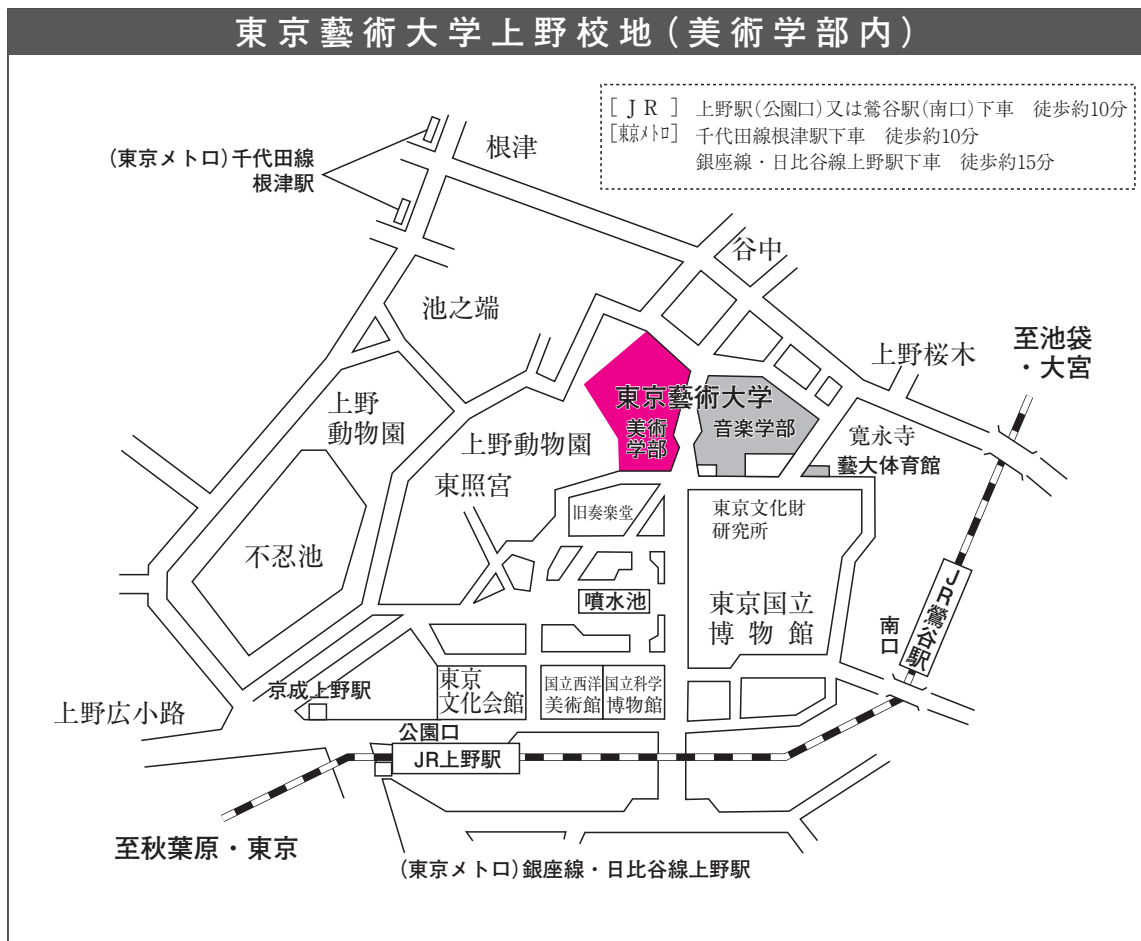 東京藝術大学上野校地(美術学部内)
[ J R ] 上野駅(公園口)又は鶯谷駅(南口)下車 徒歩約10分
[東京ﾒﾄﾛ] 千代田線根津駅下車 徒歩約10分
銀座線・日比谷線上野駅下車 徒歩約15分
(東京メトロ)千代田線
根津駅
根津
谷中
池之端
上野桜木
至池袋
・大宮
東京藝術大学
美術
学部
音楽学部
上野
動物園
上野動物園
東照宮
寛永寺
藝大体育館
旧奏楽堂
東京文化財
研究所
不忍池
噴水池
東京国立
博物館
JR鶯谷駅
南口
京成上野駅
東京
文化会館
国立西洋
美術館
国立科学
博物館
上野広小路
公園口
JR上野駅
至秋葉原・東京
(東京メトロ)銀座線・日比谷線上野駅